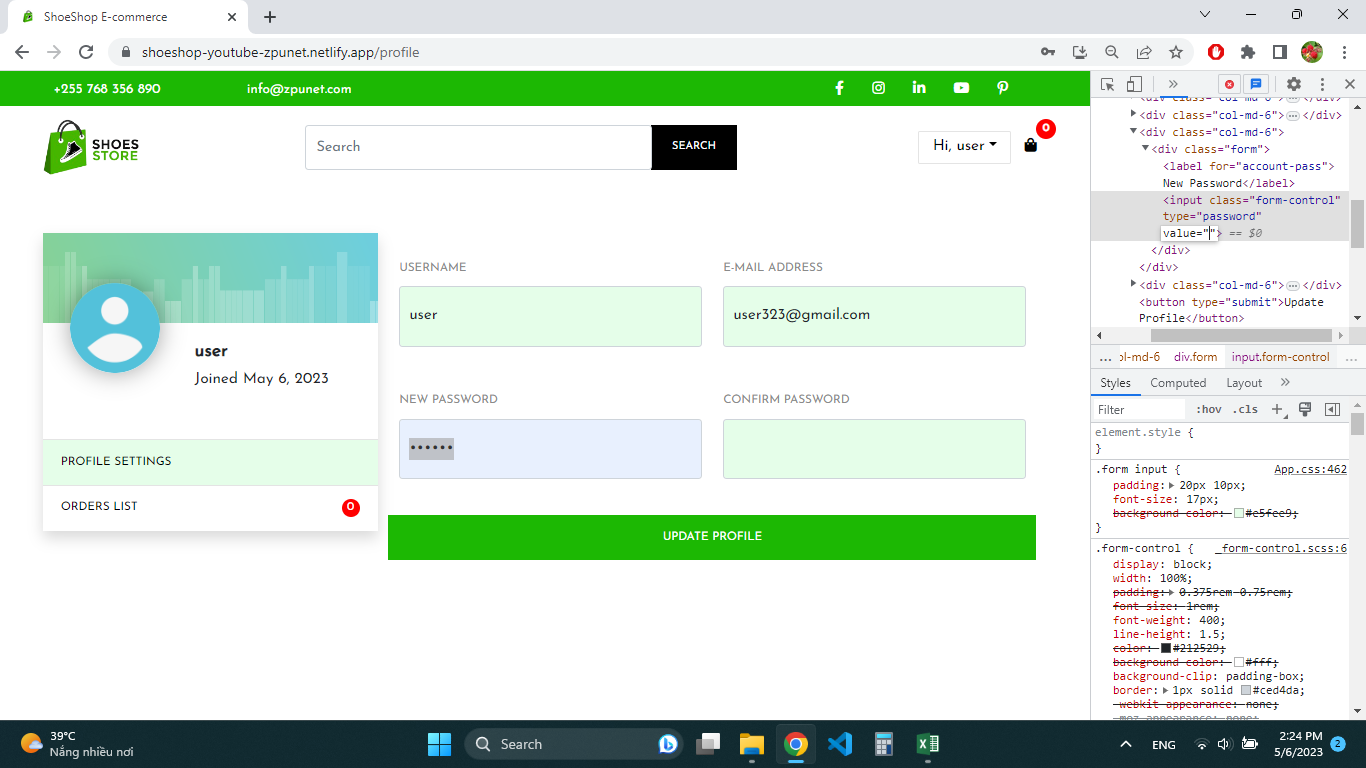 ShoeShop E-commerce
shoeshop-youtube-zpunet.netlify.app/profile
+255 768 356 890
info@zpunet.com
SHOES
STORE
Search
SEARCH
Hi, user
0
user
Joined May 6, 2023
PROFILE SETTINGS
ORDERS LIST
0
USERNAME
E-MAIL ADDRESS
user
user323@gmail.com
NEW PASSWORD
CONFIRM PASSWORD
••••••
UPDATE PROFILE
<div class="col-md-6">…</div>
<div class="col-md-6">
<div class="form">
<label for="account-pass">
New Password</label>
<input class="form-control"
type="password"
value=""> == $0
</div>
</div>
<div class="col-md-6">…</div>
<button type="submit">Update
Profile</button>
… ol-md-6 div.form input.form-control …
Styles Computed Layout
Filter :hov .cls
element.style {
}
.form input { App.css:462
padding: 20px 10px;
font-size: 17px;
background-color: #e5fee9;
}
.form-control { _form-control.scss:6
display: block;
width: 100%;
padding: 0.375rem 0.75rem;
font-size: 1rem;
font-weight: 400;
line-height: 1.5;
color: #212529;
background-color: #fff;
background-clip: padding-box;
border: 1px solid #ced4da;
-webkit-appearance: none;
-moz-appearance: none;
39°C
Nắng nhiều nơi
Search
ENG
2:24 PM
5/6/2023
2